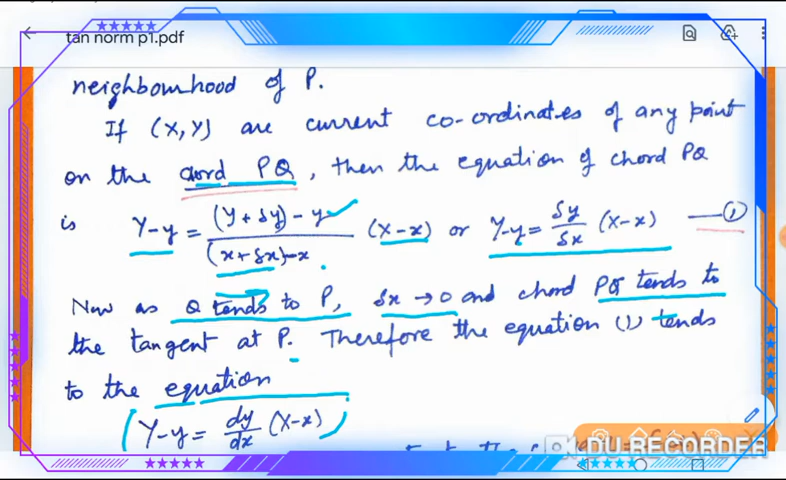 tan norm p1.pdf
neighbourhood of P.
If (X,Y) are current co-ordinates of any point
on the chord PQ, then the equation of chord PQ
is Y-y = (y+δy)-y / (x+δx)-x (X-x) or Y-y = δy/δx (X-x) —①
Now as Q tends to P, δx → 0 and chord PQ tends to
the tangent at P. Therefore the equation (1) tends
to the equation
Y-y = dy/dx (X-x)
DU RECORDER